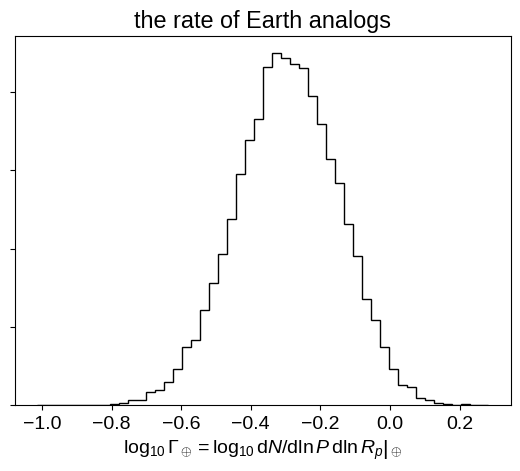 the rate of Earth analogs
−1.0 −0.8 −0.6 −0.4 −0.2 0.0 0.2
log₁₀ Γ⊕ = log₁₀ dN/dln P dln Rₚ|⊕